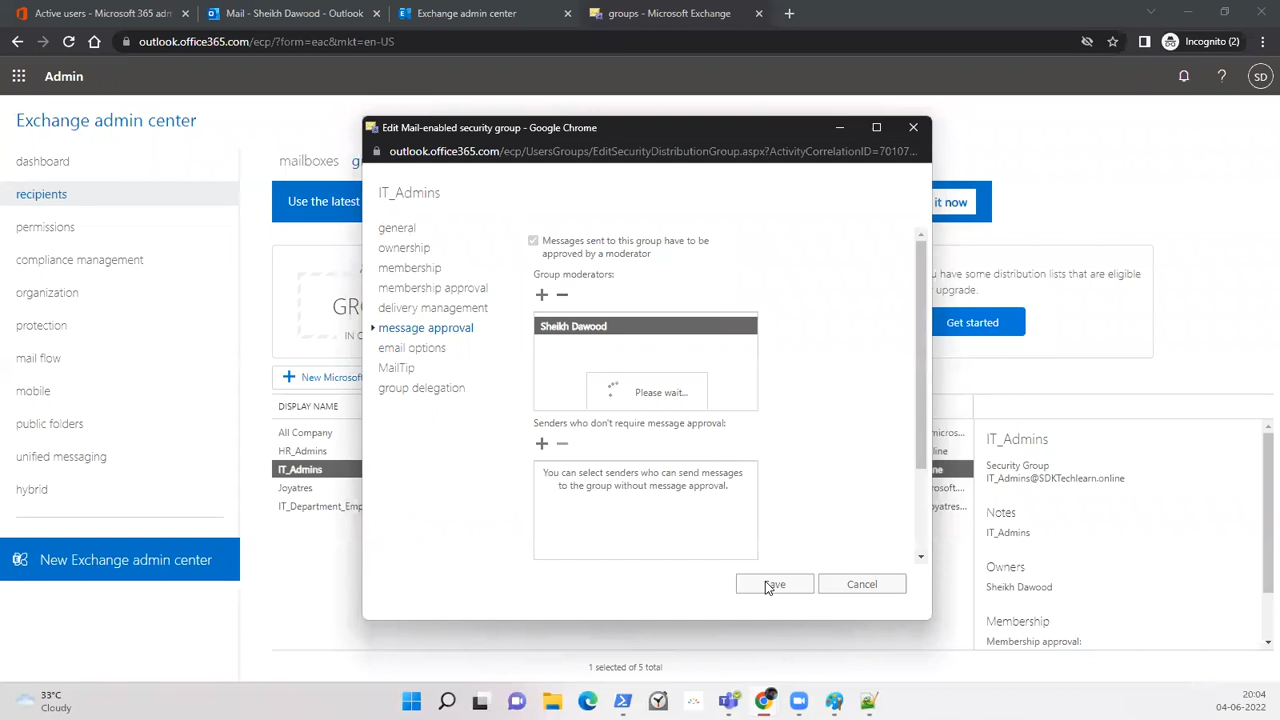 Active users - Microsoft 365 adm
Mail - Sheikh Dawood - Outlook
Exchange admin center
groups - Microsoft Exchange
outlook.office365.com/ecp/?form=eac&mkt=en-US
Incognito (2)
Admin
SD
Exchange admin center
dashboard
recipients
permissions
compliance management
organization
protection
mail flow
mobile
public folders
unified messaging
hybrid
New Exchange admin center
mailboxes
Use the latest
it now
IN
New Microsof
DISPLAY NAME
All Company
HR_Admins
IT_Admins
Joyatres
IT_Department_Emp
Edit Mail-enabled security group - Google Chrome
outlook.office365.com/ecp/UsersGroups/EditSecurityDistributionGroup.aspx?ActivityCorrelationID=70107...
IT_Admins
general
ownership
membership
membership approval
delivery management
message approval
email options
MailTip
group delegation
Messages sent to this group have to be
approved by a moderator
Group moderators:
Sheikh Dawood
Please wait...
Senders who don't require message approval:
You can select senders who can send messages
to the group without message approval.
Save
Cancel
you have some distribution lists that are eligible
upgrade.
Get started
micros...
line
ne
osoft....
oyatres...
IT_Admins
Security Group
IT_Admins@SDKTechlearn.online
Notes
IT_Admins
Owners
Sheikh Dawood
Membership
Membership approval:
1 selected of 5 total
33°C
Cloudy
20:04
04-06-2022